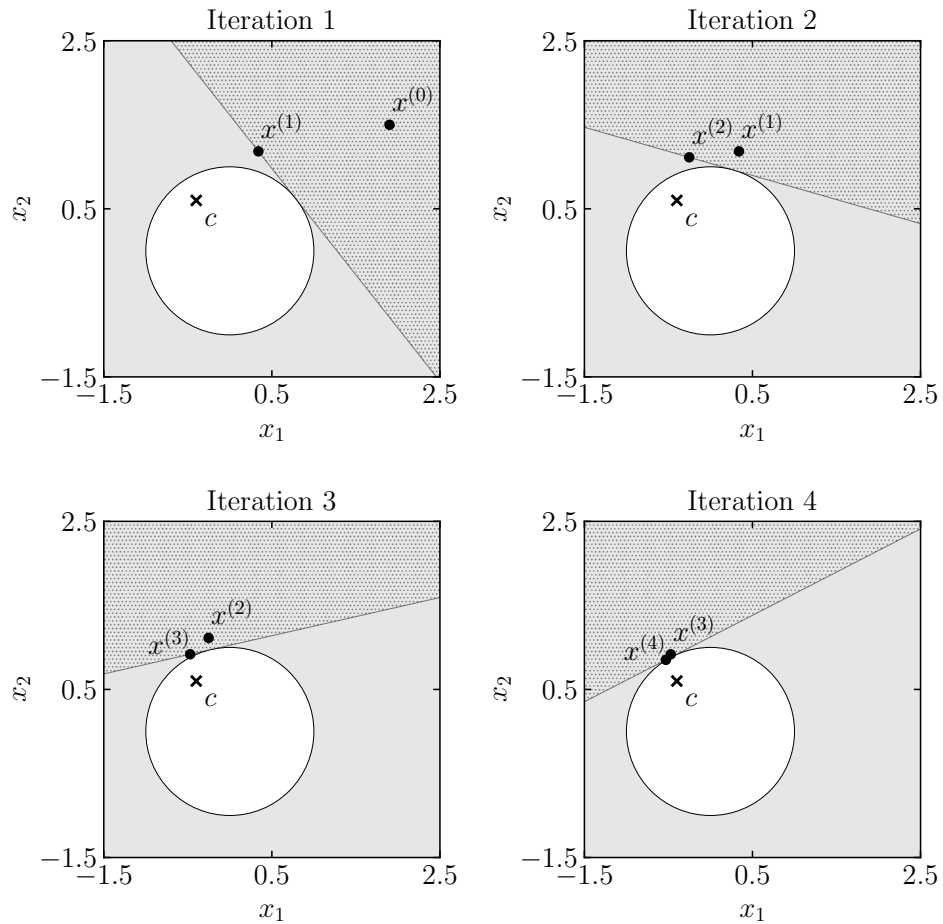 Iteration 1
2.5
x^{(0)}
x^{(1)}
x_2
0.5
c
−1.5
−1.5
0.5
2.5
x_1
Iteration 2
2.5
x^{(2)}
x^{(1)}
x_2
0.5
c
−1.5
−1.5
0.5
2.5
x_1
Iteration 3
2.5
x^{(2)}
x^{(3)}
x_2
0.5
c
−1.5
−1.5
0.5
2.5
x_1
Iteration 4
2.5
x^{(3)}
x^{(4)}
x_2
0.5
c
−1.5
−1.5
0.5
2.5
x_1